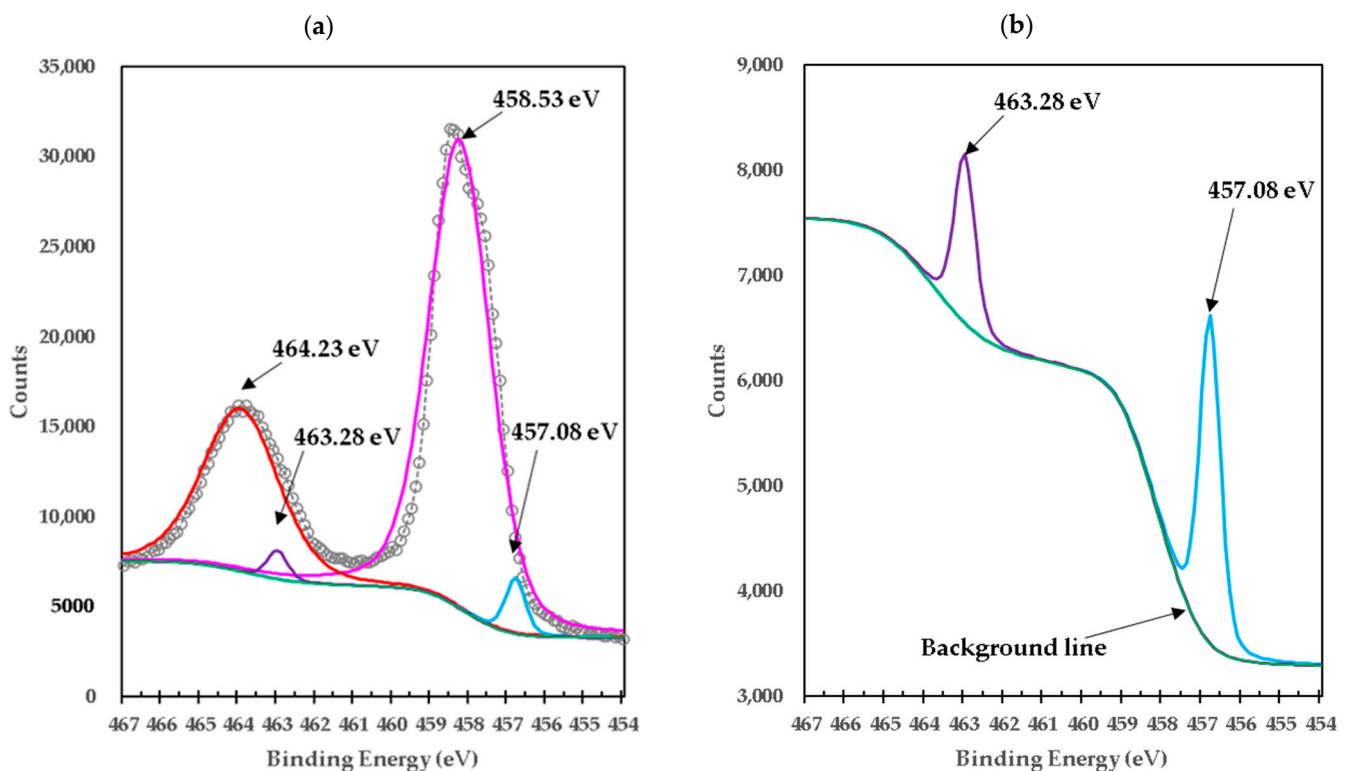 (a)
35,000
30,000
25,000
20,000
15,000
10,000
5000
0
Counts
458.53 eV
464.23 eV
463.28 eV
457.08 eV
467 466 465 464 463 462 461 460 459 458 457 456 455 454
Binding Energy (eV)
(b)
9,000
8,000
7,000
6,000
5,000
4,000
3,000
Counts
463.28 eV
457.08 eV
Background line
467 466 465 464 463 462 461 460 459 458 457 456 455 454
Binding Energy (eV)